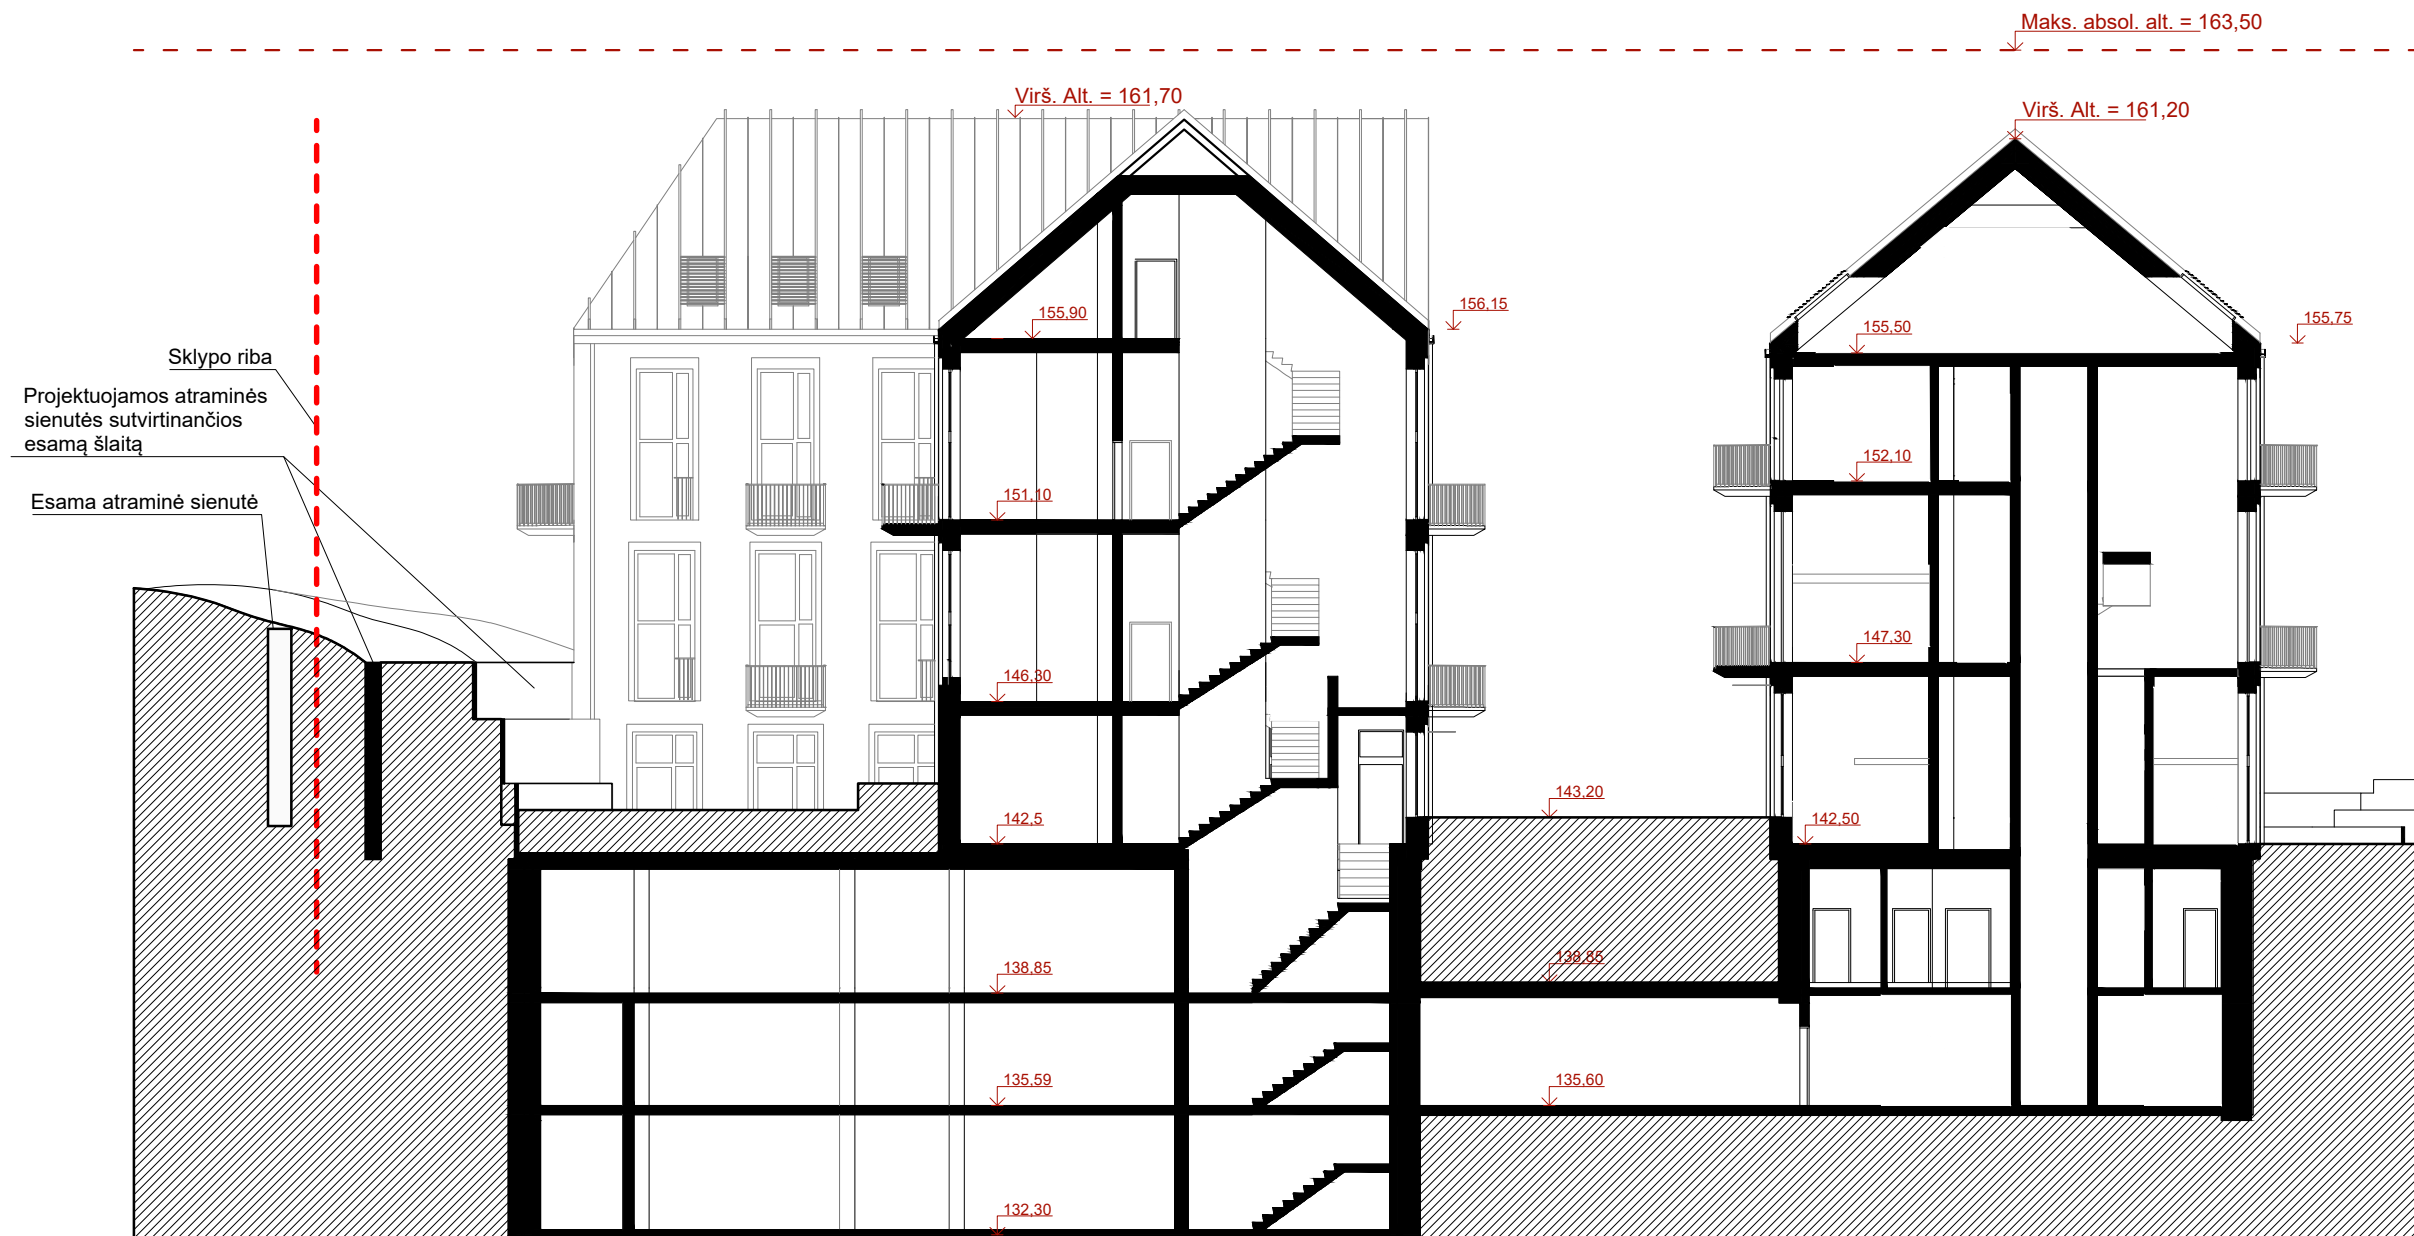 Maks. absol. alt. = 163,50
Virš. Alt. = 161,70
Virš. Alt. = 161,20
156,15
155,90
155,75
155,50
Sklypo riba
Projektuojamos atraminės
sienutės sutvirtinančios
esamą šlaitą
Esama atraminė sienutė
152,10
151,10
147,30
146,30
143,20
142,5
142,50
138,85
138,85
135,59
135,60
132,30